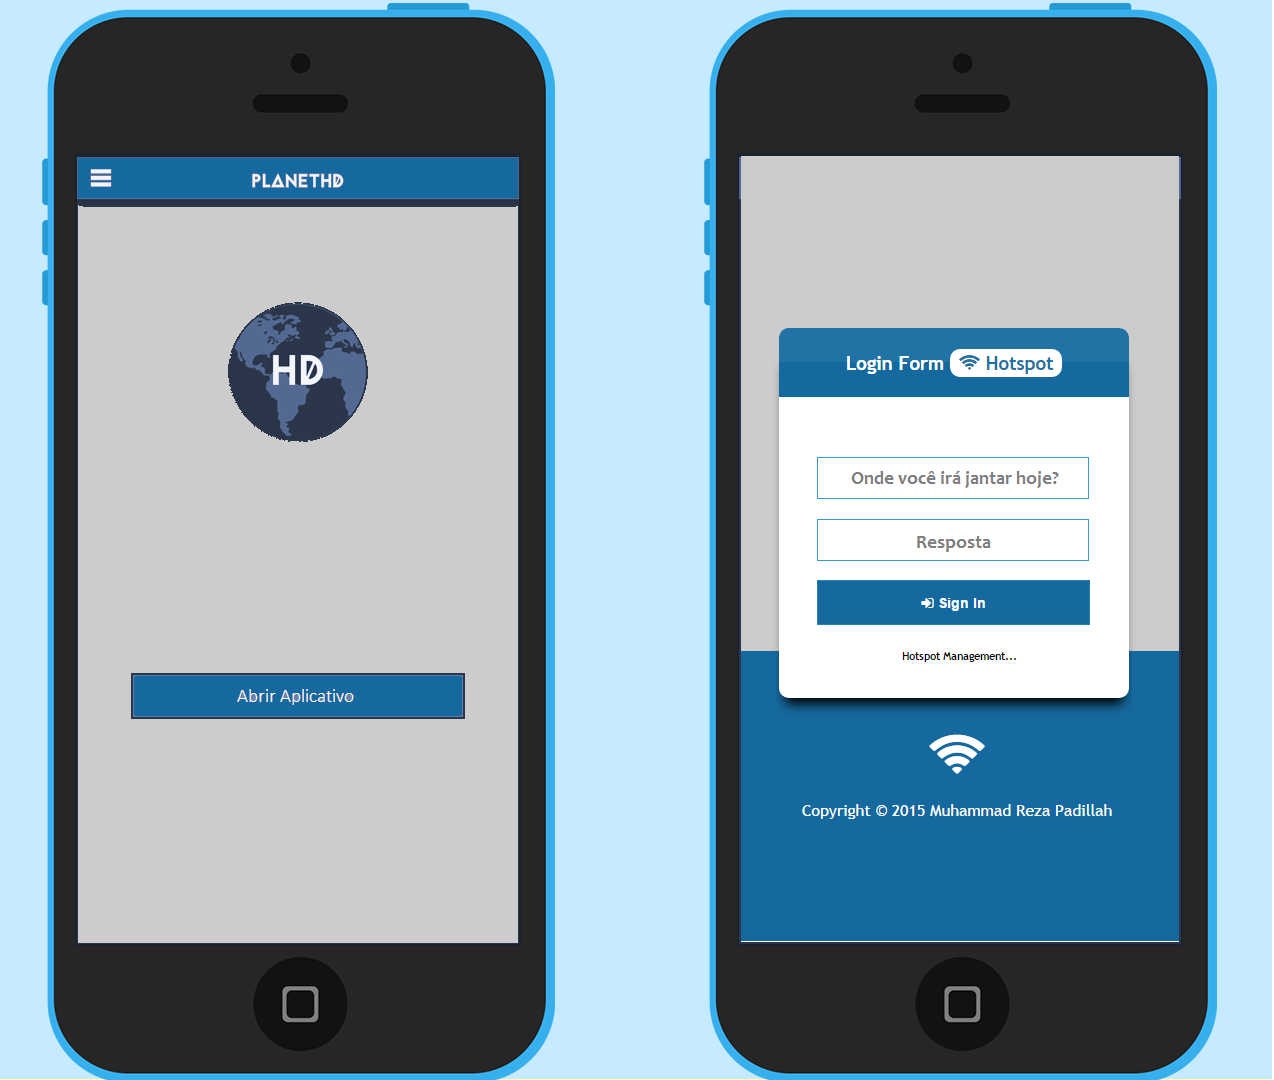 PLANETHD
HD
Abrir Aplicativo
Login Form Hotspot
Onde você irá jantar hoje?
Resposta
Sign In
Hotspot Management...
Copyright © 2015 Muhammad Reza Padillah